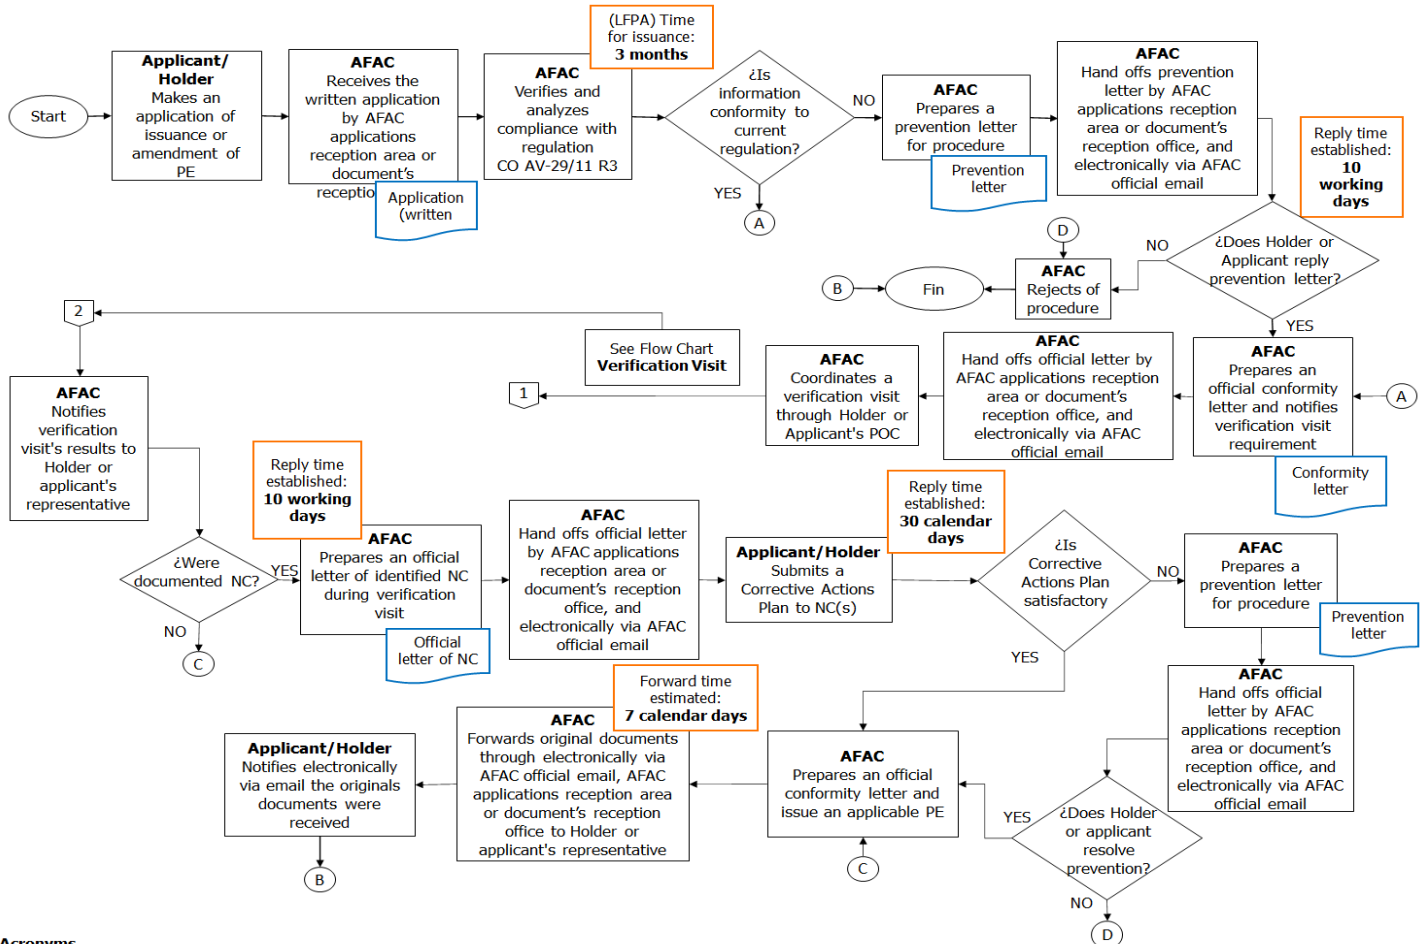 Start
Applicant/
Holder
Makes an
application of
issuance or
amendment of
PE
AFAC
Receives the
written application
by AFAC
applications
reception area or
document's
receptio
Application
(written
AFAC
Verifies and
analyzes
compliance with
regulation
CO AV-29/11 R3
(LFPA) Time
for issuance:
3 months
¿Is
information
conformity to
current
regulation?
NO
YES
A
AFAC
Prepares a
prevention letter
for procedure
Prevention
letter
AFAC
Hand offs prevention
letter by AFAC
applications reception
area or document's
reception office, and
electronically via AFAC
official email
Reply time
established:
10
working
days
¿Does Holder or
Applicant reply
prevention letter?
NO
YES
D
AFAC
Rejects of
procedure
Fin
B
A
AFAC
Prepares an
official conformity
letter and notifies
verification visit
requirement
Conformity
letter
AFAC
Hand offs official letter by
AFAC applications reception
area or document's
reception office, and
electronically via AFAC
official email
AFAC
Coordinates a
verification visit
through Holder or
Applicant's POC
1
See Flow Chart
Verification Visit
2
AFAC
Notifies
verification
visit's results to
Holder or
applicant's
representative
¿Were
documented NC?
YES
NO
C
Reply time
established:
10 working
days
AFAC
Prepares an official
letter of identified NC
during verification
visit
Official
letter of NC
AFAC
Hand offs official letter
by AFAC applications
reception area or
document's reception
office, and
electronically via AFAC
official email
Applicant/Holder
Submits a
Corrective Actions
Plan to NC(s)
Reply time
established:
30 calendar
days
¿Is
Corrective
Actions Plan
satisfactory
NO
YES
AFAC
Prepares a
prevention letter
for procedure
Prevention
letter
AFAC
Hand offs official
letter by AFAC
applications reception
area or document's
reception office, and
electronically via AFAC
official email
¿Does Holder
or applicant
resolve
prevention?
YES
NO
D
AFAC
Prepares an official
conformity letter and
issue an applicable PE
C
Forward time
estimated:
7 calendar days
AFAC
Forwards original documents
through electronically via
AFAC official email, AFAC
applications reception area
or document's reception
office to Holder or
applicant's representative
Applicant/Holder
Notifies electronically
via email the originals
documents were
received
B
Acronyms